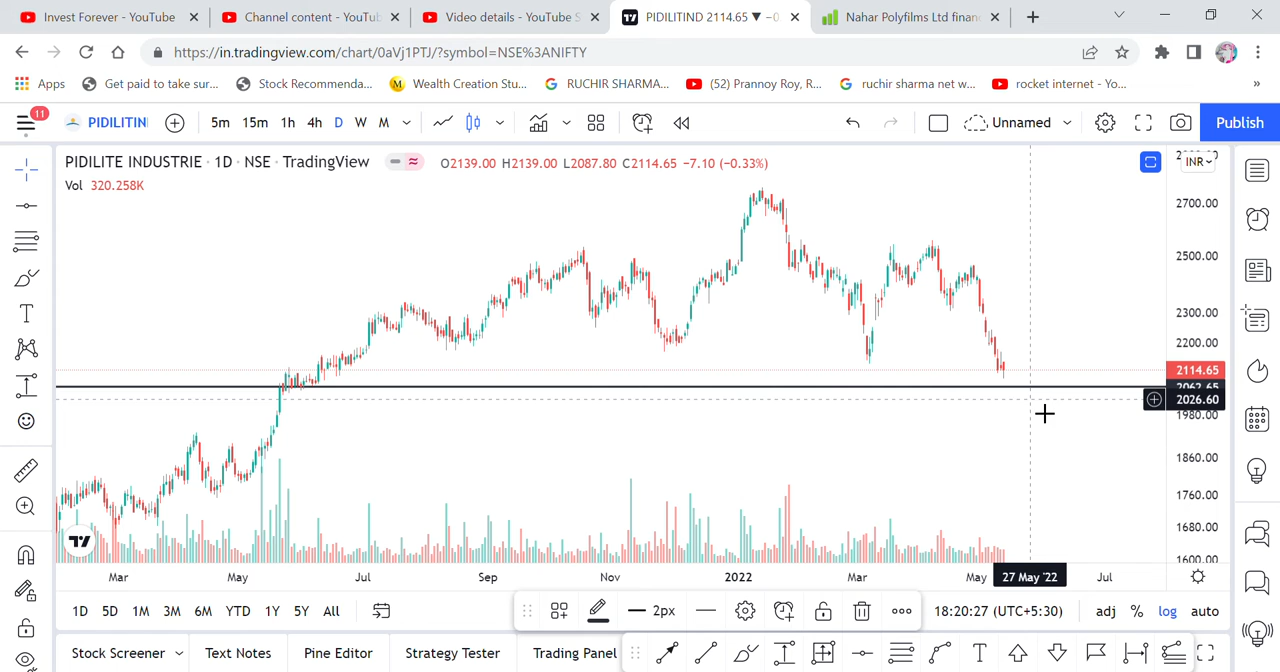 Invest Forever - YouTube
Channel content - YouTub
Video details - YouTube S
PIDILITIND 2114.65 ▼ −0
Nahar Polyfilms Ltd finan
https://in.tradingview.com/chart/0aVj1PTJ/?symbol=NSE%3ANIFTY
Apps
Get paid to take sur...
Stock Recommenda...
Wealth Creation Stu...
RUCHIR SHARMA...
(52) Prannoy Roy, R...
ruchir sharma net w...
rocket internet - Yo...
»
11
PIDILITIN
5m 15m 1h 4h D W M
Unnamed
Publish
PIDILITE INDUSTRIE · 1D · NSE · TradingView
O2139.00 H2139.00 L2087.80 C2114.65 −7.10 (−0.33%)
INR
Vol 320.258K
2700.00
2500.00
2300.00
2200.00
2114.65
2062.65
2026.60
1980.00
1860.00
1760.00
1680.00
1600.00
Mar May Jul Sep Nov 2022 Mar May 27 May '22 Jul
1D 5D 1M 3M 6M YTD 1Y 5Y All
2px
18:20:27 (UTC+5:30)
adj % log auto
Stock Screener
Text Notes
Pine Editor
Strategy Tester
Trading Panel